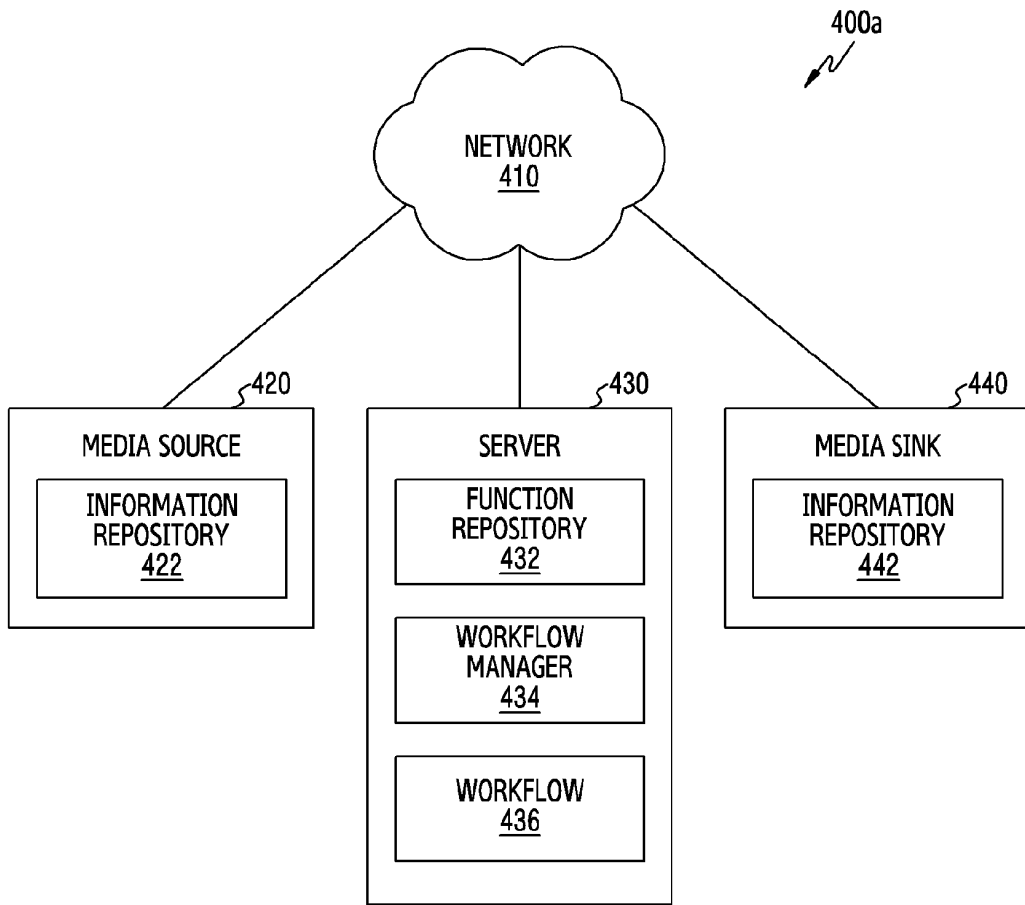 400a
NETWORK
410
420
MEDIA SOURCE
INFORMATION
REPOSITORY
422
430
SERVER
FUNCTION
REPOSITORY
432
WORKFLOW
MANAGER
434
WORKFLOW
436
440
MEDIA SINK
INFORMATION
REPOSITORY
442